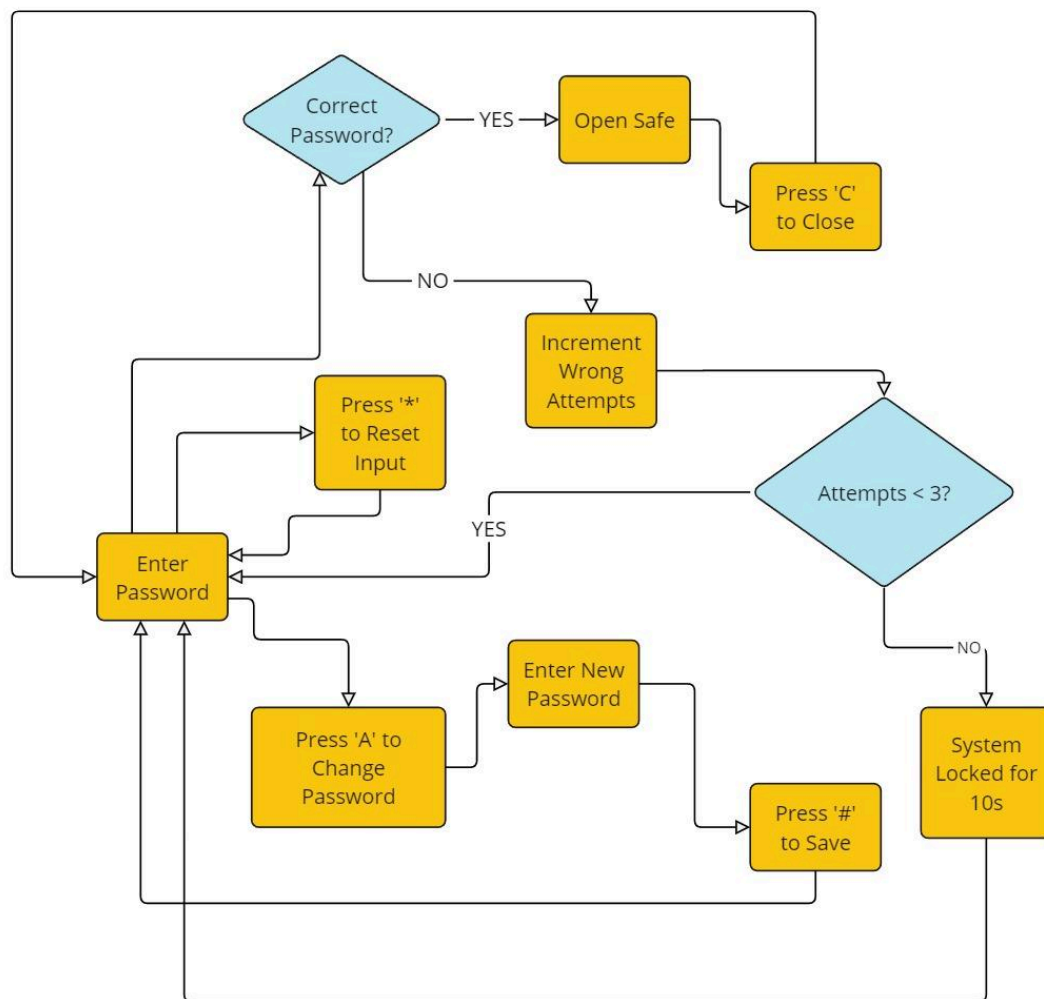 Correct
Password?
YES
Open Safe
Press 'C'
to Close
NO
Increment
Wrong
Attempts
Press '*'
to Reset
Input
Attempts < 3?
YES
Enter
Password
NO
Enter New
Password
Press 'A' to
Change
Password
System
Locked for
10s
Press '#'
to Save